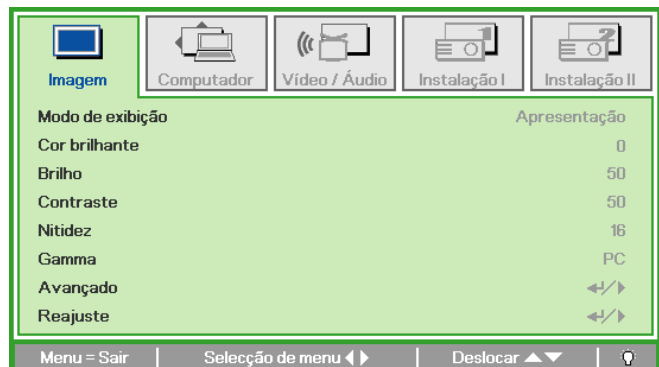 Imagem Computador Vídeo / Áudio Instalação I Instalação II
Modo de exibição Apresentação
Cor brilhante 0
Brilho 50
Contraste 50
Nitidez 16
Gamma PC
Avançado
Reajuste
Menu = Sair Selecção de menu Deslocar